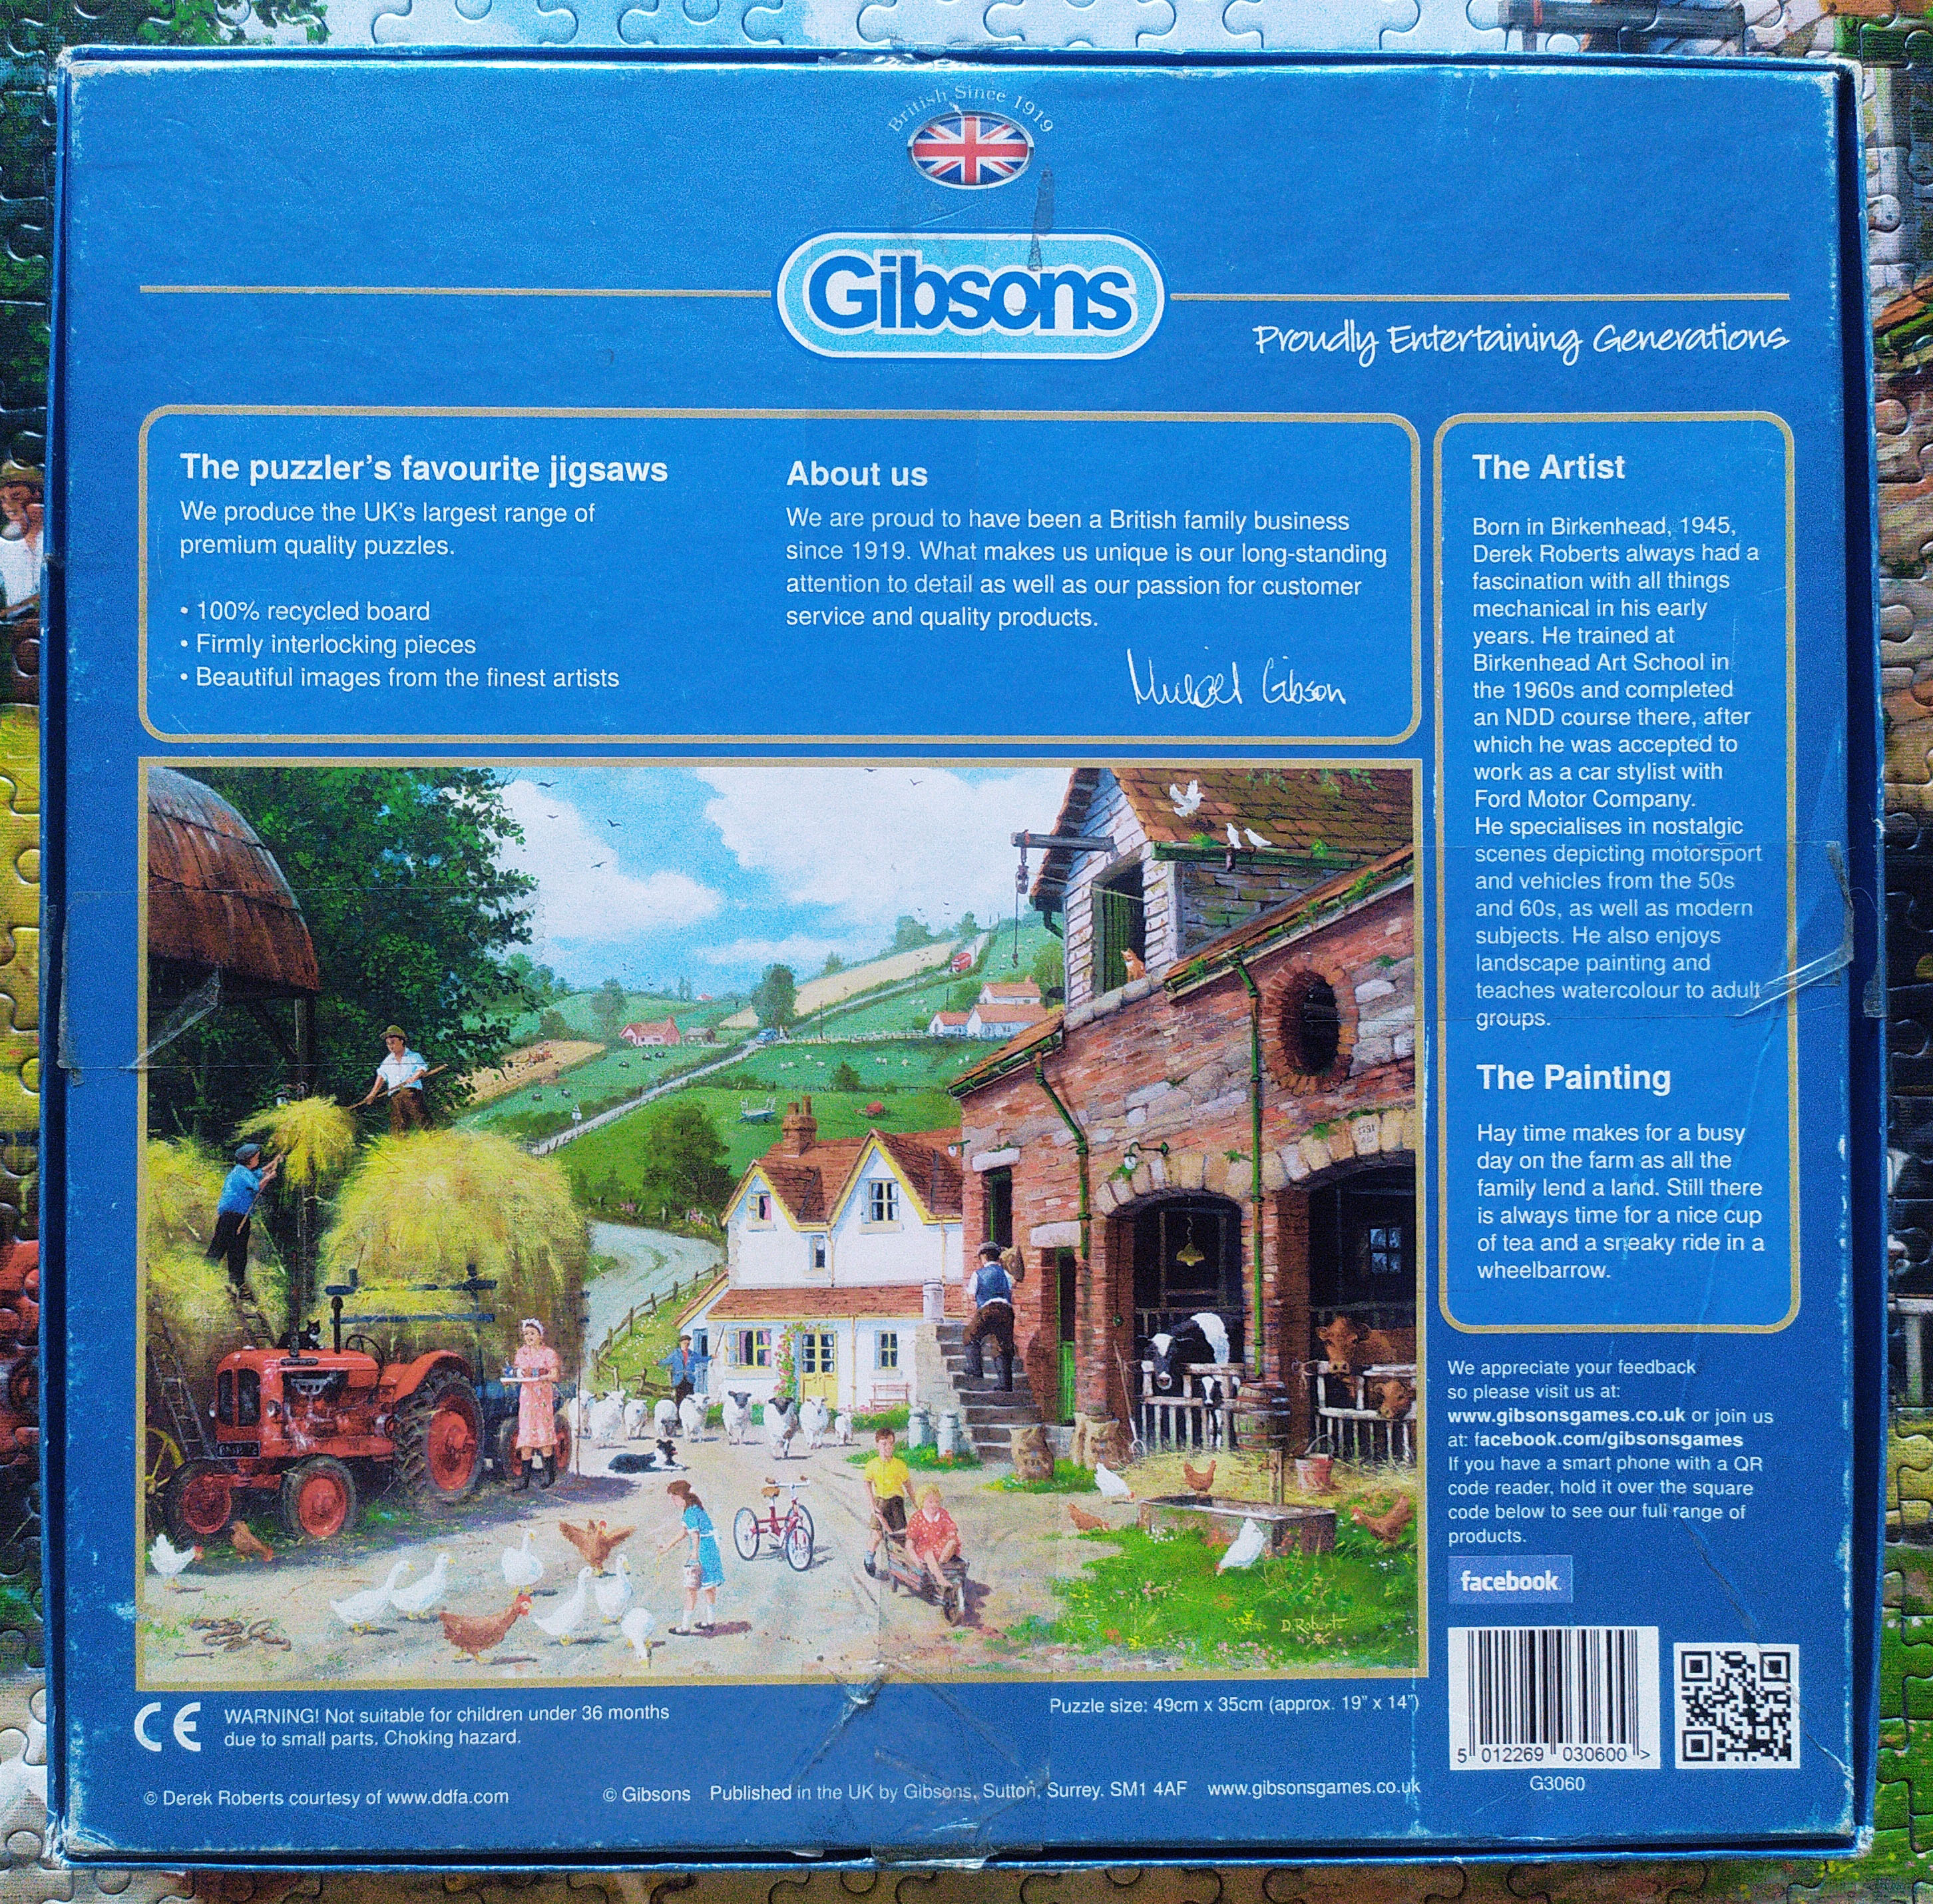 British Since 1919
Gibsons
Proudly Entertaining Generations
The puzzler's favourite jigsaws
We produce the UK's largest range of
premium quality puzzles.
• 100% recycled board
• Firmly interlocking pieces
• Beautiful images from the finest artists
About us
We are proud to have been a British family business
since 1919. What makes us unique is our long-standing
attention to detail as well as our passion for customer
service and quality products.
Michael Gibson
The Artist
Born in Birkenhead, 1945,
Derek Roberts always had a
fascination with all things
mechanical in his early
years. He trained at
Birkenhead Art School in
the 1960s and completed
an NDD course there, after
which he was accepted to
work as a car stylist with
Ford Motor Company.
He specialises in nostalgic
scenes depicting motorsport
and vehicles from the 50s
and 60s, as well as modern
subjects. He also enjoys
landscape painting and
teaches watercolour to adult
groups.
The Painting
Hay time makes for a busy
day on the farm as all the
family lend a land. Still there
is always time for a nice cup
of tea and a sneaky ride in a
wheelbarrow.
We appreciate your feedback
so please visit us at:
www.gibsonsgames.co.uk or join us
at: facebook.com/gibsonsgames
If you have a smart phone with a QR
code reader, hold it over the square
code below to see our full range of
products.
facebook
D. Roberts
CE
WARNING! Not suitable for children under 36 months
due to small parts. Choking hazard.
Puzzle size: 49cm x 35cm (approx. 19" x 14")
5 012269 030600 >
G3060
© Derek Roberts courtesy of www.ddfa.com
© Gibsons Published in the UK by Gibsons, Sutton, Surrey. SM1 4AF www.gibsonsgames.co.uk